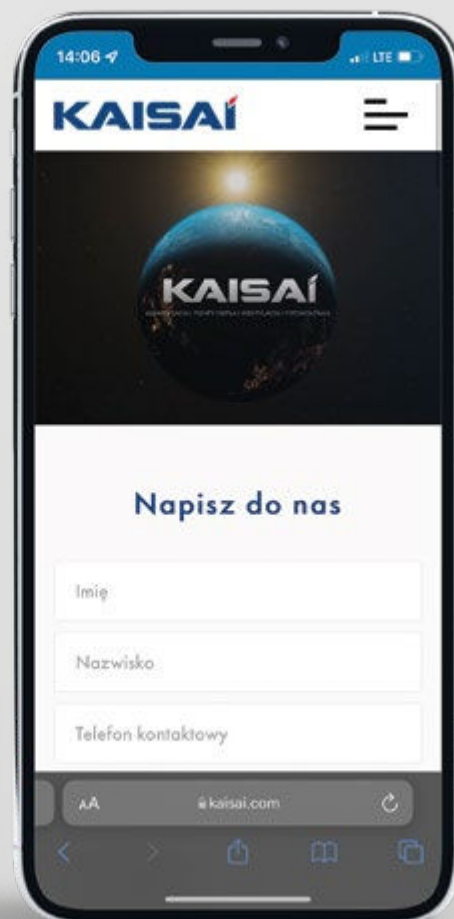 14:06
LTE
KAISAI
KAISAI
Napisz do nas
Imię
Nazwisko
Telefon kontaktowy
AA
kaisai.com